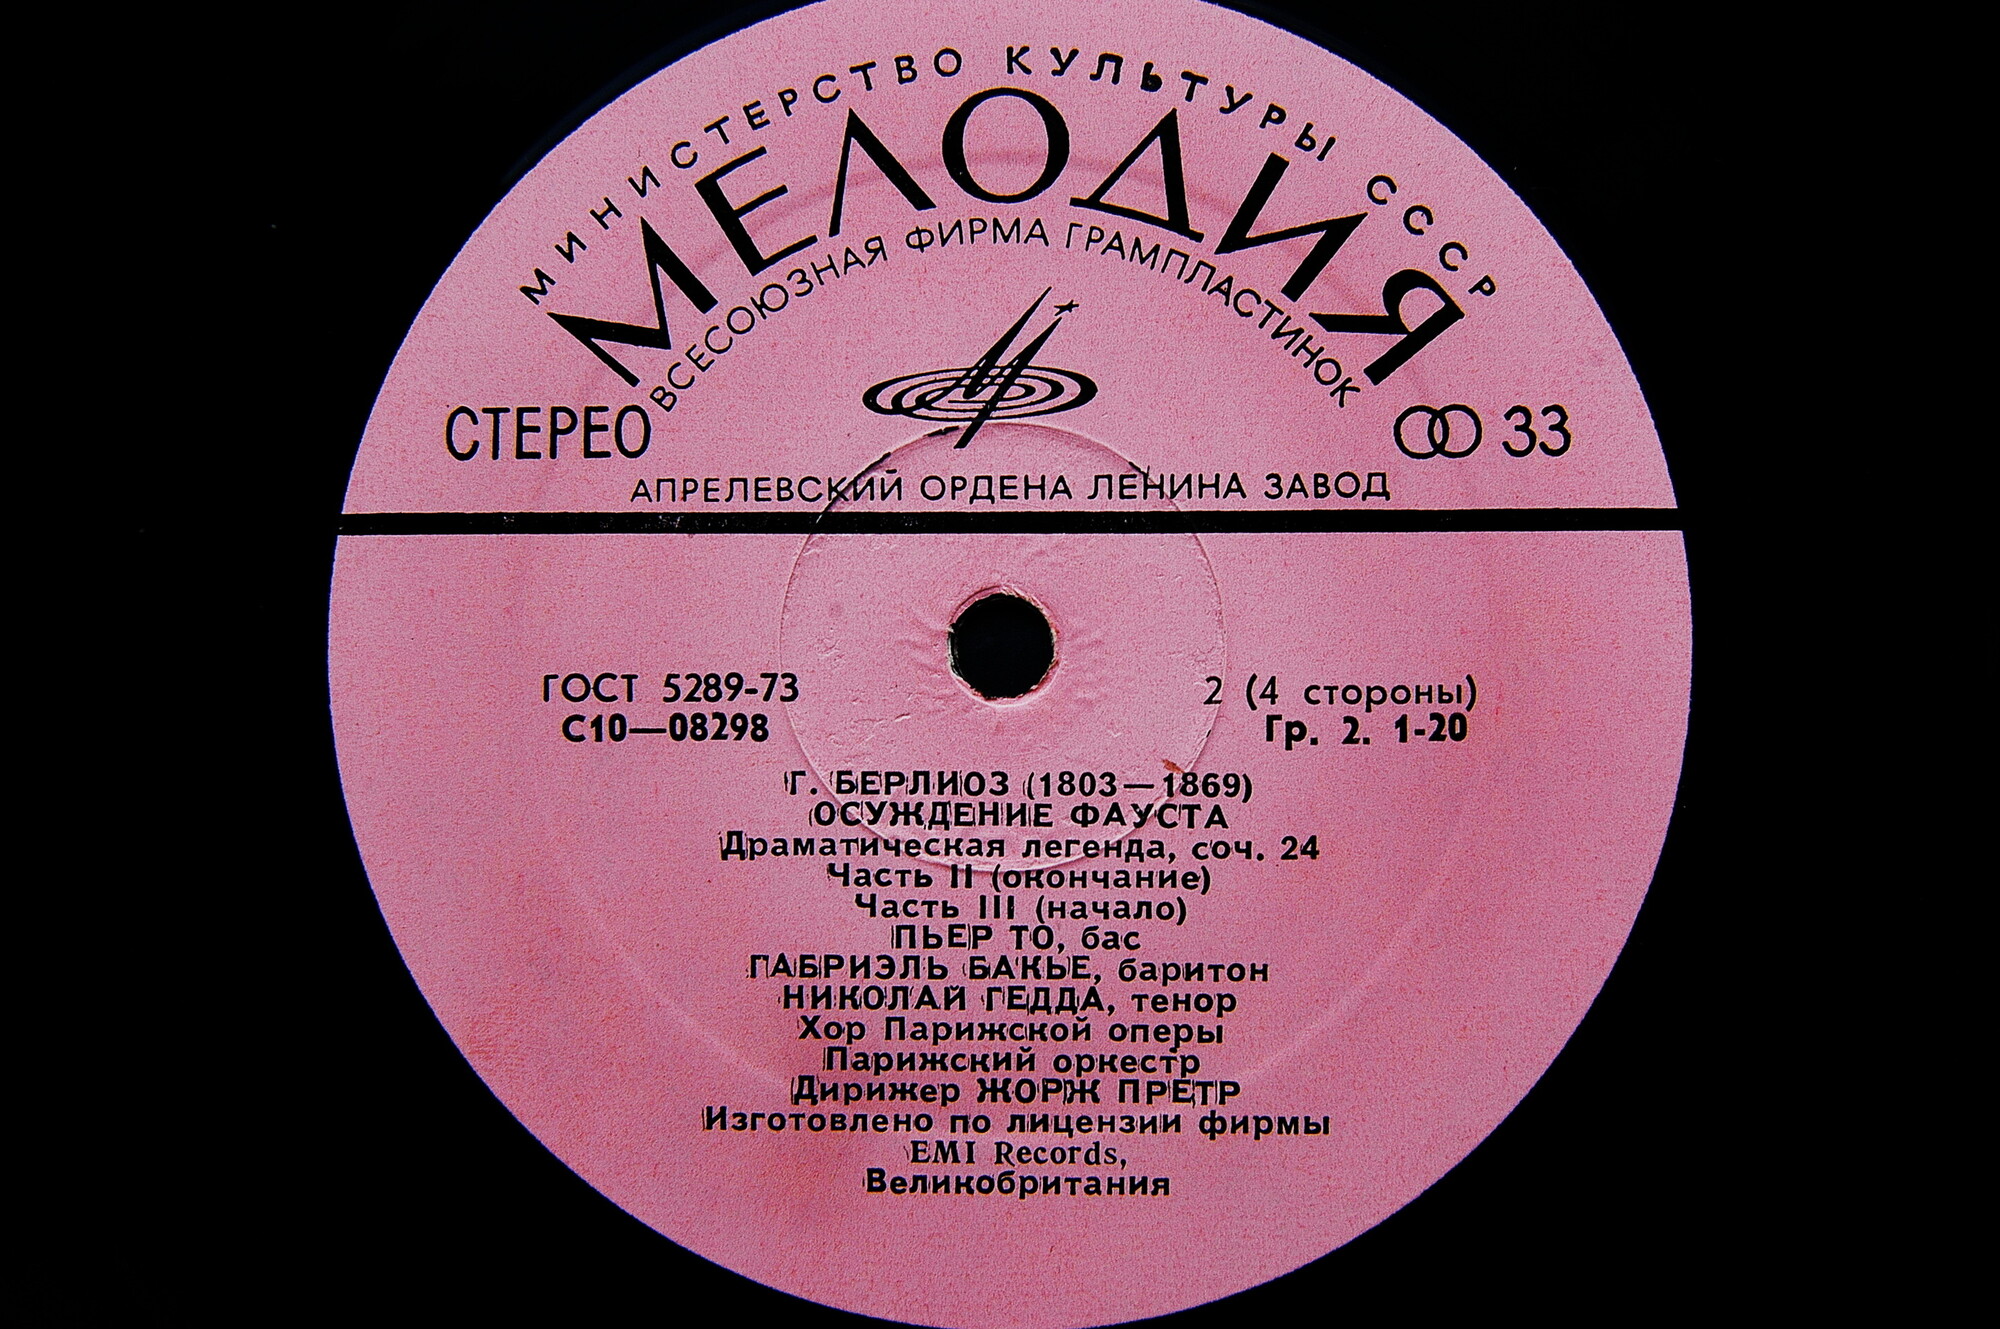 МИНИСТЕРСТВО КУЛЬТУРЫ СССР
МЕЛОДИЯ
ВСЕСОЮЗНАЯ ФИРМА ГРАМПЛАСТИНОК
СТЕРЕО
33
АПРЕЛЕВСКИЙ ОРДЕНА ЛЕНИНА ЗАВОД
ГОСТ 5289-73
С10—08298
2 (4 стороны)
Гр. 2. 1-20
Г. БЕРЛИОЗ (1803—1869)
ОСУЖДЕНИЕ ФАУСТА
Драматическая легенда, соч. 24
Часть II (окончание)
Часть III (начало)
ПЬЕР ТО, бас
ГАБРИЭЛЬ БАКЬЕ, баритон
НИКОЛАЙ ГЕДДА, тенор
Хор Парижской оперы
Парижский оркестр
Дирижер ЖОРЖ ПРЕТР
Изготовлено по лицензии фирмы
EMI Records,
Великобритания